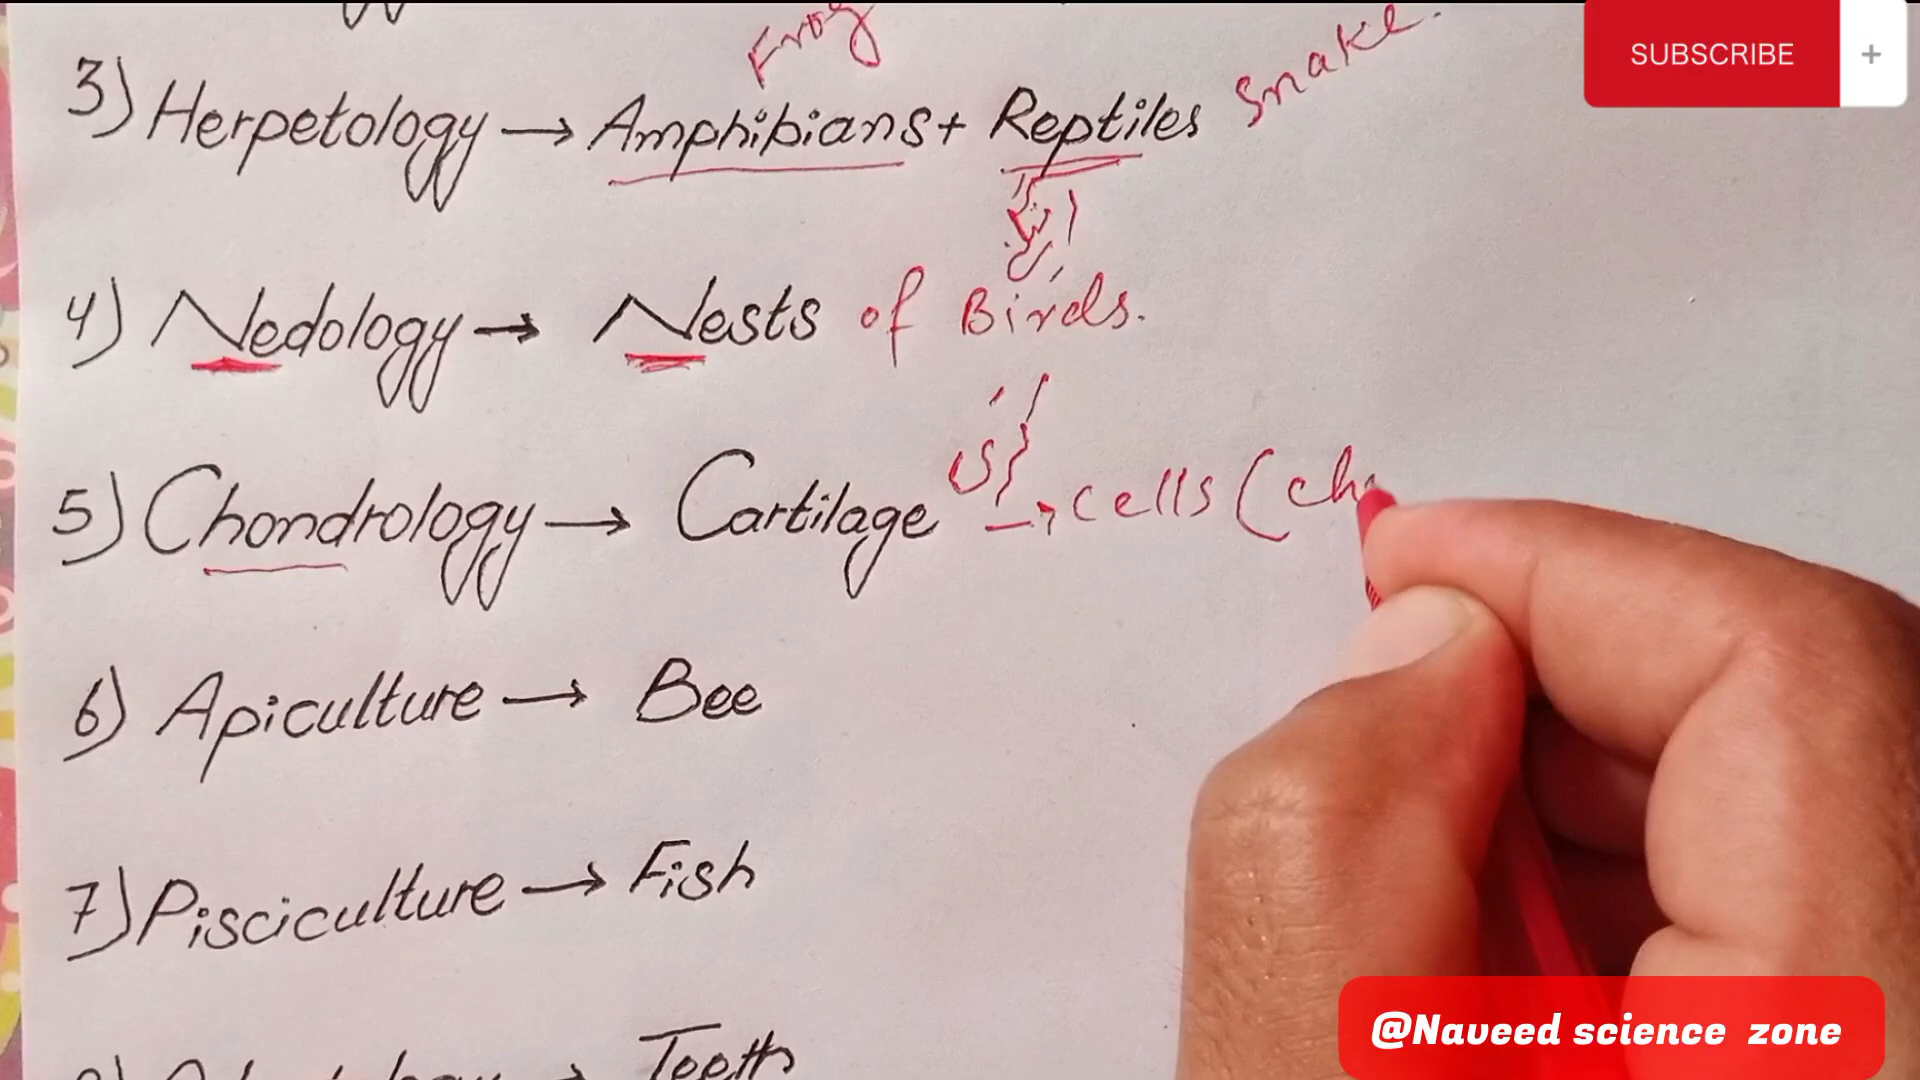 Frog
Snake.
SUBSCRIBE +
3) Herpetology → Amphibians + Reptiles
4) Nedology → Nests of Birds.
5) Chondrology → Cartilage → cells (cho
6) Apiculture → Bee
7) Pisciculture → Fish
Teeth
@Naveed science zone